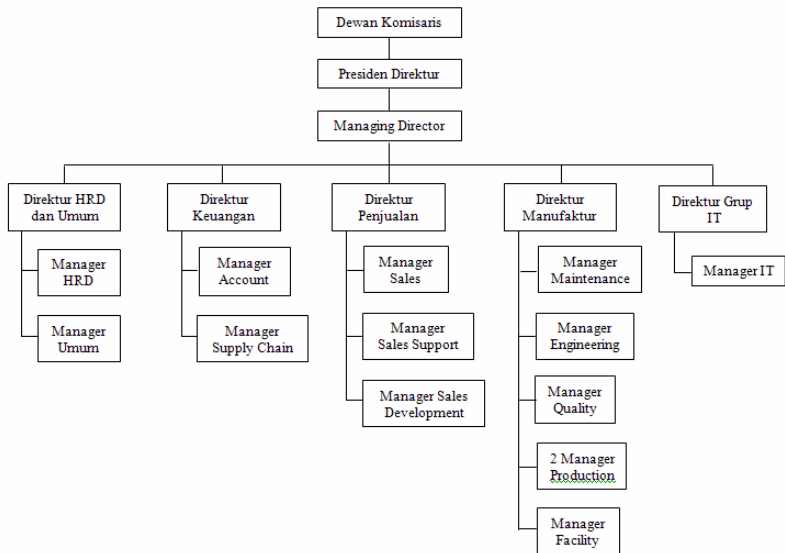 Dewan Komisaris
Presiden Direktur
Managing Director
Direktur HRD
dan Umum
Direktur
Keuangan
Direktur
Penjualan
Direktur
Manufaktur
Direktur Grup
IT
Manager
HRD
Manager
Umum
Manager
Account
Manager
Supply Chain
Manager
Sales
Manager
Sales Support
Manager Sales
Development
Manager
Maintenance
Manager
Engineering
Manager
Quality
2 Manager
Production
Manager
Facility
Manager IT